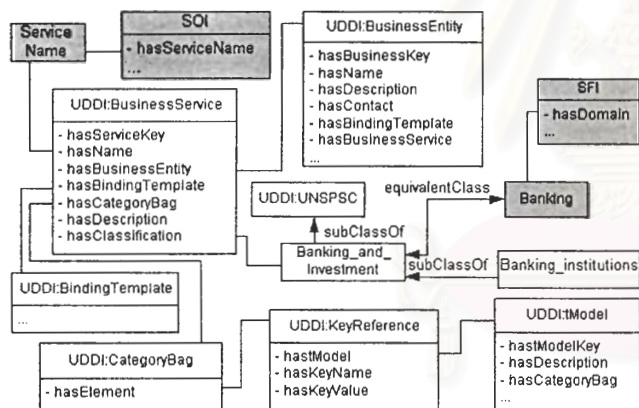 Service
Name
SOI
- hasServiceName
...
UDDI:BusinessEntity
- hasBusinessKey
- hasName
- hasDescription
- hasContact
- hasBindingTemplate
- hasBusinessService
...
SFI
- hasDomain
...
UDDI:BusinessService
- hasServiceKey
- hasName
- hasBusinessEntity
- hasBindingTemplate
- hasCategoryBag
- hasDescription
- hasClassification
UDDI:UNSPSC
equivalentClass
Banking
subClassOf
Banking_and_
Investment
subClassOf
Banking_institutions
UDDI:BindingTemplate
...
UDDI:CategoryBag
- hasElement
UDDI:KeyReference
- hastModel
- hasKeyName
- hasKeyValue
UDDI:tModel
- hastModelKey
- hasDescription
- hasCategoryBag
...